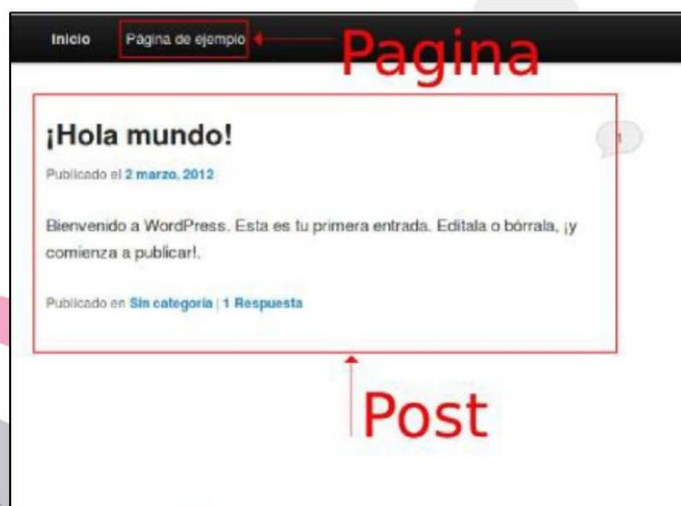 Inicio Página de ejemplo Pagina
¡Hola mundo!
1
Publicado el 2 marzo, 2012
Bienvenido a WordPress. Esta es tu primera entrada. Edítala o bórrala, ¡y
comienza a publicar!.
Publicado en Sin categoría | 1 Respuesta
Post